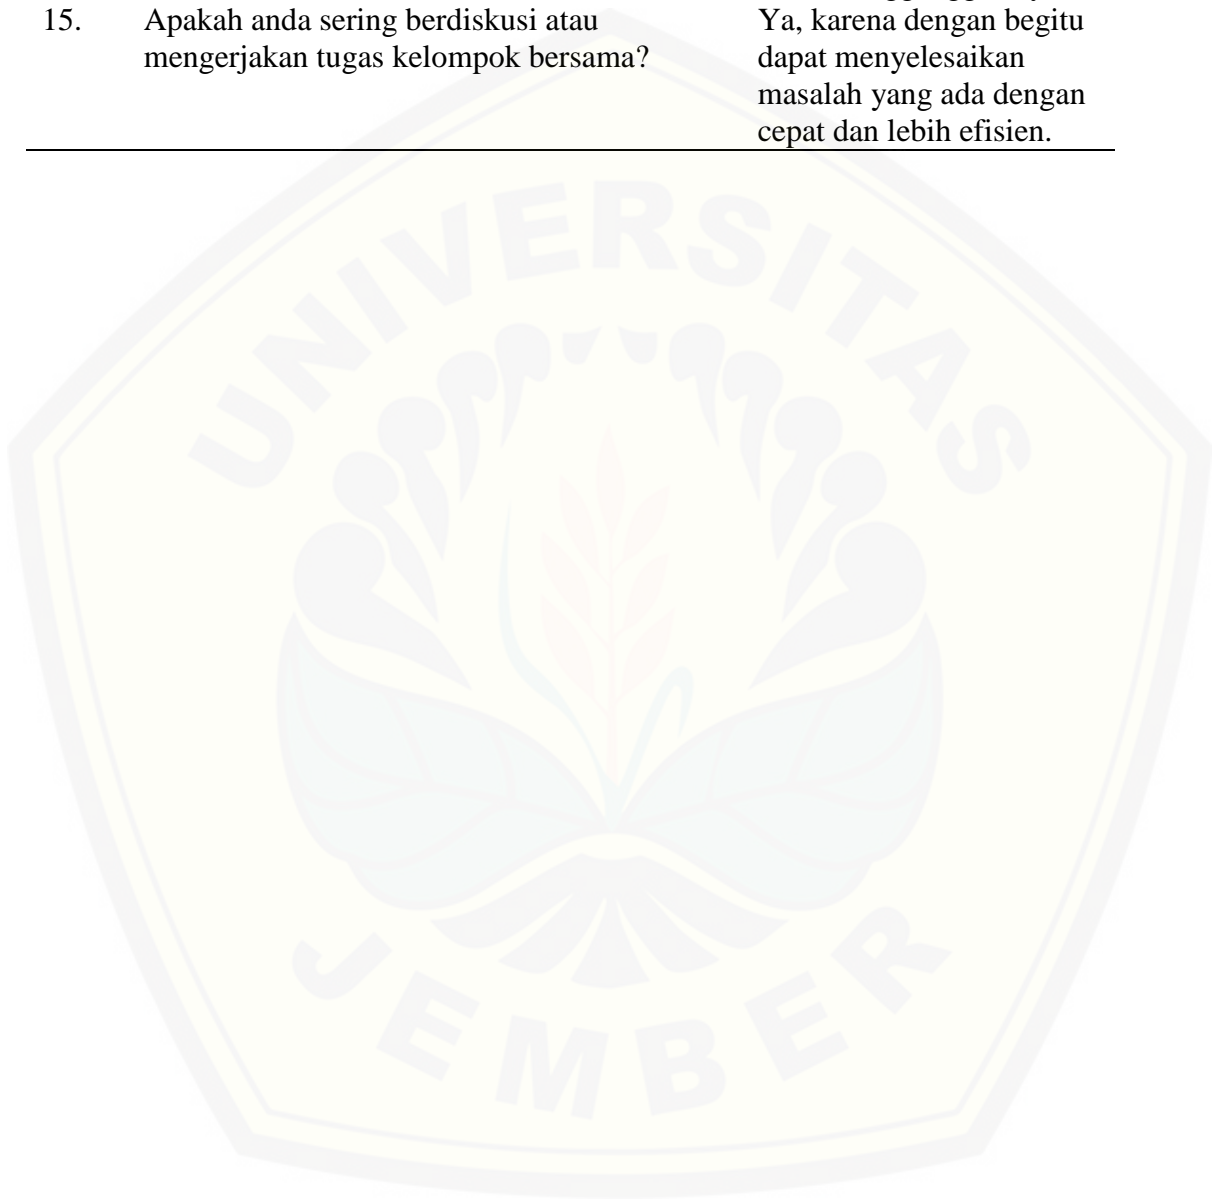 15. Apakah anda sering berdiskusi atau mengerjakan tugas kelompok bersama?
Ya, karena dengan begitu
dapat menyelesaikan
masalah yang ada dengan
cepat dan lebih efisien.
UNIVERSITAS
JEMBER